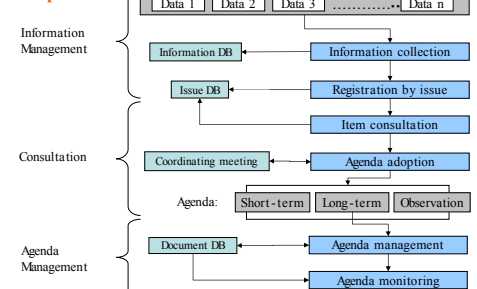 Data 1 Data 2 Data 3 ................ Data n
Information
Management
Information DB Information collection
Issue DB Registration by issue
Item consultation
Consultation
Coordinating meeting Agenda adoption
Agenda: Short-term Long-term Observation
Agenda
Management
Document DB Agenda management
Agenda monitoring